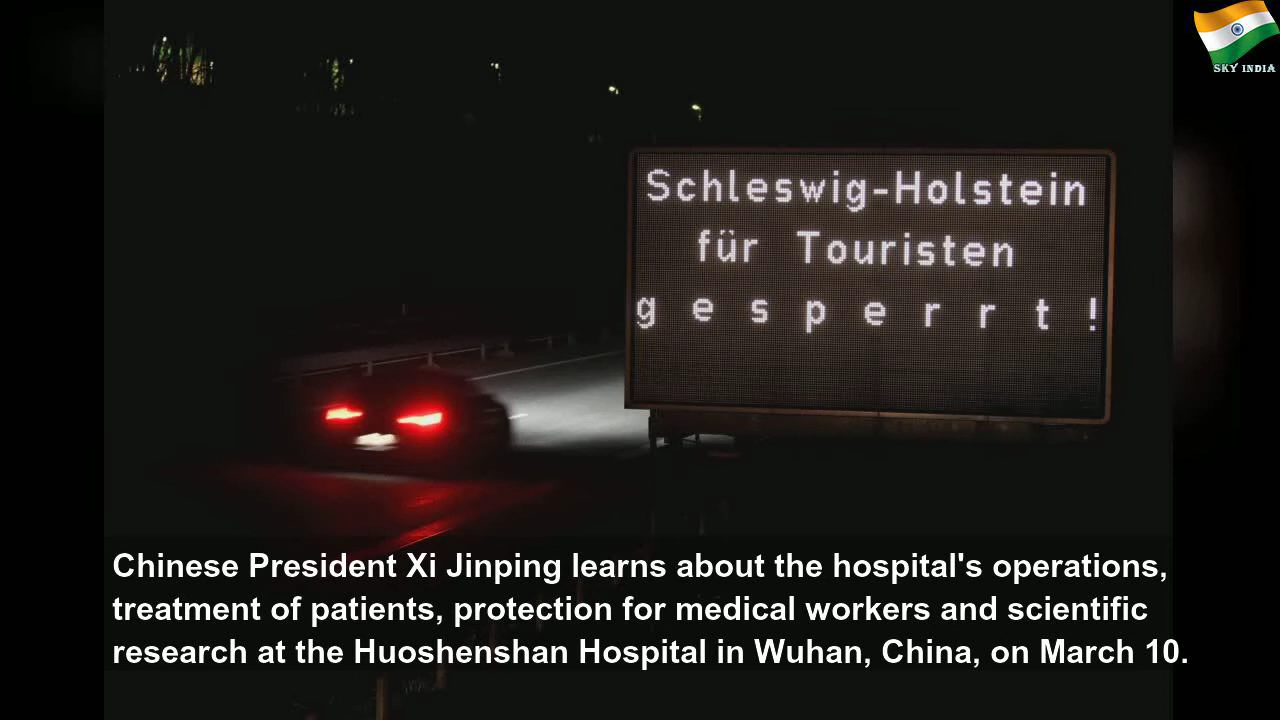 SKY INDIA
Schleswig-Holstein
für Touristen
gesperrt!
Chinese President Xi Jinping learns about the hospital's operations,
treatment of patients, protection for medical workers and scientific
research at the Huoshenshan Hospital in Wuhan, China, on March 10.